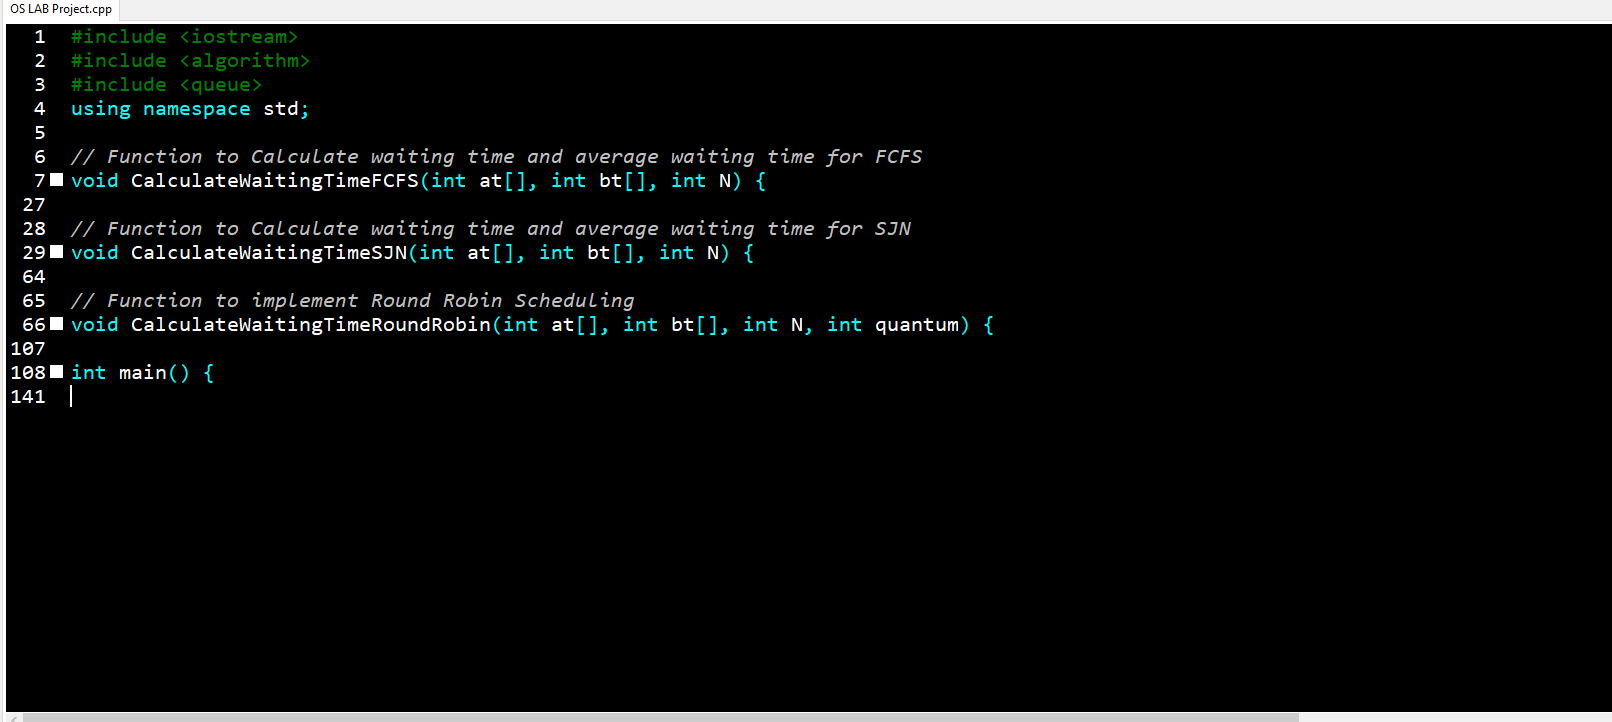 OS LAB Project.cpp
1 #include <iostream>
2 #include <algorithm>
3 #include <queue>
4 using namespace std;
5
6 // Function to Calculate waiting time and average waiting time for FCFS
7 void CalculateWaitingTimeFCFS(int at[], int bt[], int N) {
27
28 // Function to Calculate waiting time and average waiting time for SJN
29 void CalculateWaitingTimeSJN(int at[], int bt[], int N) {
64
65 // Function to implement Round Robin Scheduling
66 void CalculateWaitingTimeRoundRobin(int at[], int bt[], int N, int quantum) {
107
108 int main() {
141